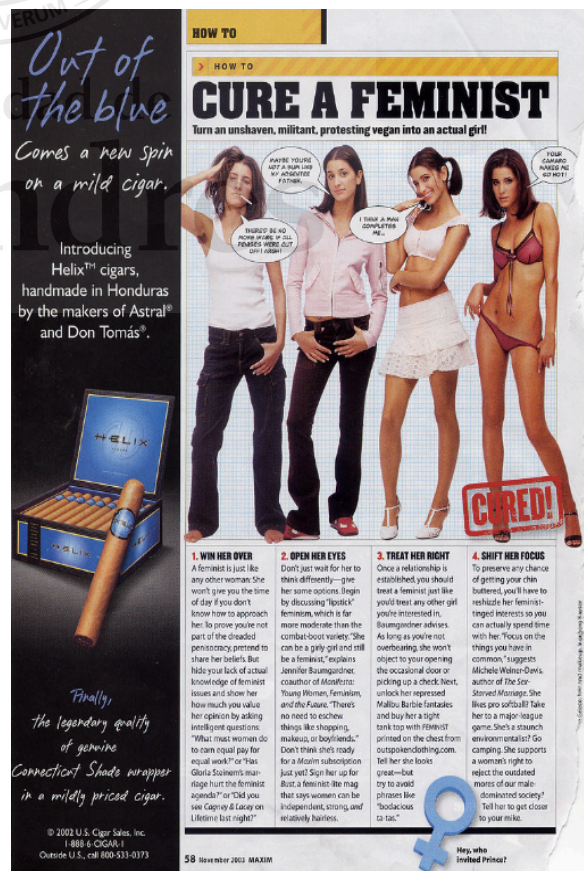 VERUM
Out of
the blue
Comes a new spin
on a mild cigar.
Introducing
Helix™ cigars,
handmade in Honduras
by the makers of Astral®
and Don Tomás®.
HELIX
HELIX
Finally,
the legendary quality
of genuine
Connecticut Shade wrapper
in a mildly priced cigar.
© 2002 U.S. Cigar Sales, Inc.
1-888-6-CIGAR-1
Outside U.S., call 800-533-0373
HOW TO
> HOW TO
CURE A FEMINIST
Turn an unshaven, militant, protesting vegan into an actual girl!
THERE'D BE NO
MORE WARS IF ALL
PENISES WERE CUT
OFF! ARGH!
MAYBE YOU'RE
NOT A BUM LIKE
MY ABSENTEE
FATHER.
I THINK A MAN
COMPLETES
ME...
YOUR
CAMARO
MAKES ME
SO HOT!
CURED!
1. WIN HER OVER
A feminist is just like
any other woman: She
won't give you the time
of day if you don't
know how to approach
her. To prove you're not
part of the dreaded
penisocracy, pretend to
share her beliefs. But
hide your lack of actual
knowledge of feminist
issues and show her
how much you value
her opinion by asking
intelligent questions:
"What must women do
to earn equal pay for
equal work?" or "Has
Gloria Steinem's mar-
riage hurt the feminist
agenda?" or "Did you
see Cagney & Lacey on
Lifetime last night?"
2. OPEN HER EYES
Don't just wait for her to
think differently—give
her some options. Begin
by discussing "lipstick"
feminism, which is far
more moderate than the
combat-boot variety. "She
can be a girly-girl and still
be a feminist," explains
Jennifer Baumgardner,
coauthor of Manifesta:
Young Women, Feminism,
and the Future. "There's
no need to eschew
things like shopping,
makeup, or boyfriends."
Don't think she's ready
for a Maxim subscription
just yet? Sign her up for
Bust, a feminist-lite mag
that says women can be
independent, strong, and
relatively hairless.
3. TREAT HER RIGHT
Once a relationship is
established, you should
treat a feminist just like
you'd treat any other girl
you're interested in,
Baumgardner advises.
As long as you're not
overbearing, she won't
object to your opening
the occasional door or
picking up a check. Next,
unlock her repressed
Malibu Barbie fantasies
and buy her a tight
tank top with FEMINIST
printed on the chest from
outspokenclothing.com.
Tell her she looks
great—but
try to avoid
phrases like
"bodacious
ta-tas."
4. SHIFT HER FOCUS
To preserve any chance
of getting your chin
buttered, you'll have to
reshizzle her feminist-
tinged interests so you
can actually spend time
with her. "Focus on the
things you have in
common," suggests
Michele Weiner-Davis,
author of The Sex-
Starved Marriage. She
likes pro softball? Take
her to a major-league
game. She's a staunch
environmentalist? Go
camping. She supports
a woman's right to
reject the outdated
mores of our male-
dominated society?
Tell her to get closer
to your mike.
Hey, who
invited Prince?
58 November 2003 MAXIM